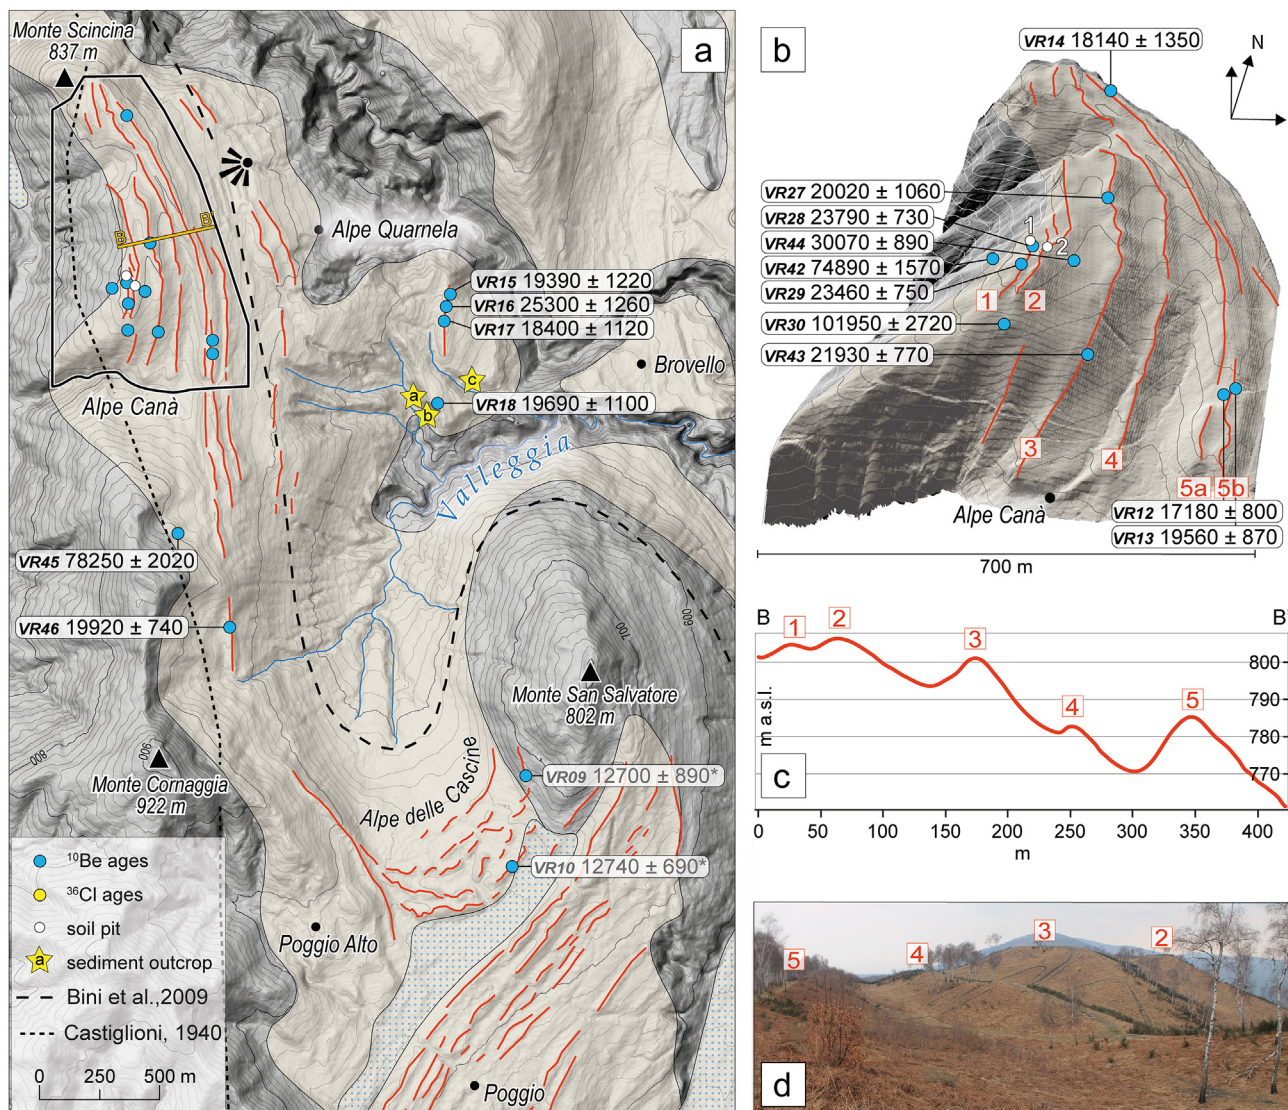 a
Monte Scincina
837 m
B
B'
Alpe Quarnela
VR15 19390 ± 1220
VR16 25300 ± 1260
VR17 18400 ± 1120
Brovello
Alpe Canà
a
b
c
VR18 19690 ± 1100
Valleggia
VR45 78250 ± 2020
VR46 19920 ± 740
600
700
Monte San Salvatore
802 m
800
900
Monte Cornaggia
922 m
Alpe delle Cascine
VR09 12700 ± 890*
VR10 12740 ± 690*
Poggio Alto
Poggio
¹⁰Be ages
³⁶Cl ages
soil pit
a sediment outcrop
Bini et al.,2009
Castiglioni, 1940
0 250 500 m
b
N
VR14 18140 ± 1350
VR27 20020 ± 1060
VR28 23790 ± 730
VR44 30070 ± 890
VR42 74890 ± 1570
VR29 23460 ± 750
VR30 101950 ± 2720
VR43 21930 ± 770
1
2
1
2
3
4
5a
5b
Alpe Canà
VR12 17180 ± 800
VR13 19560 ± 870
700 m
B
B'
1
2
3
4
5
m a.s.l.
800
790
780
770
c
0 50 100 150 200 250 300 350 400
m
5
4
3
2
d